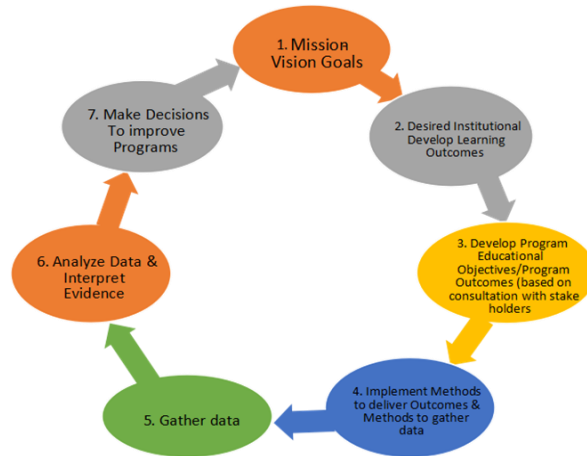 1. Mission
Vision Goals
2. Desired Institutional
Develop Learning
Outcomes
3. Develop Program
Educational
Objectives/Program
Outcomes (based on
consultation with stake
holders
4. Implement Methods
to deliver Outcomes &
Methods to gather
data
5. Gather data
6. Analyze Data &
Interpret
Evidence
7. Make Decisions
To improve
Programs